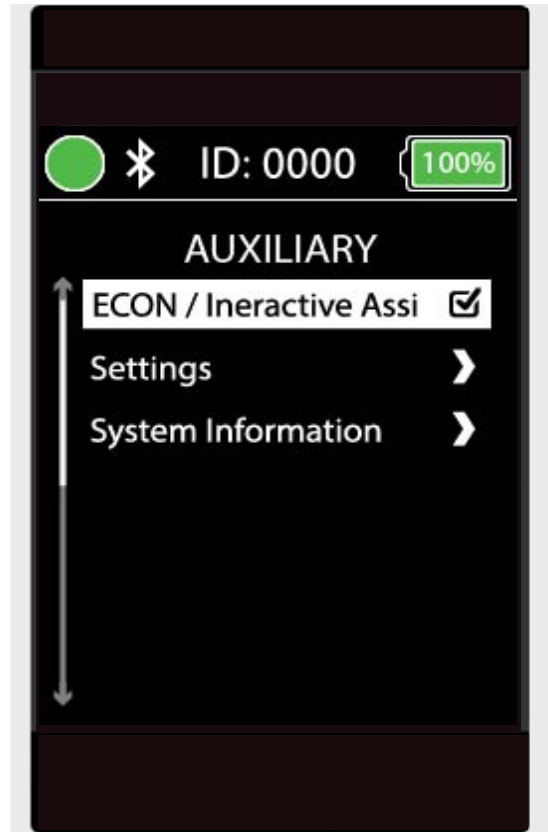 ID: 0000 100%
AUXILIARY
ECON / Ineractive Assi
Settings
System Information